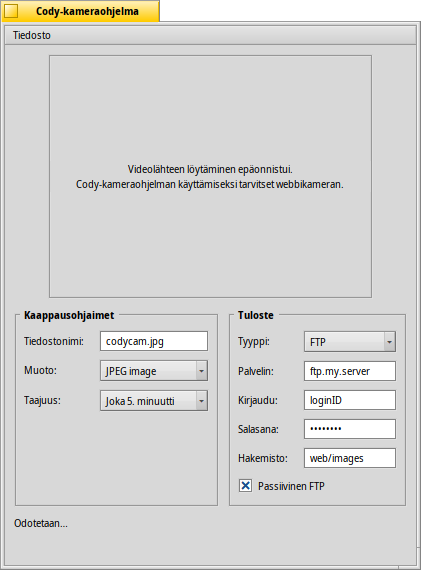 Cody-kameraohjelma
Tiedosto
Videolähteen löytäminen epäonnistui.
Cody-kameraohjelman käyttämiseksi tarvitset webbikameran.
Kaappausohjaimet
Tiedostonimi: codycam.jpg
Muoto: JPEG image
Taajuus: Joka 5. minuutti
Tuloste
Tyyppi: FTP
Palvelin: ftp.my.server
Kirjaudu: loginID
Salasana: ••••••••
Hakemisto: web/images
Passiivinen FTP
Odotetaan...